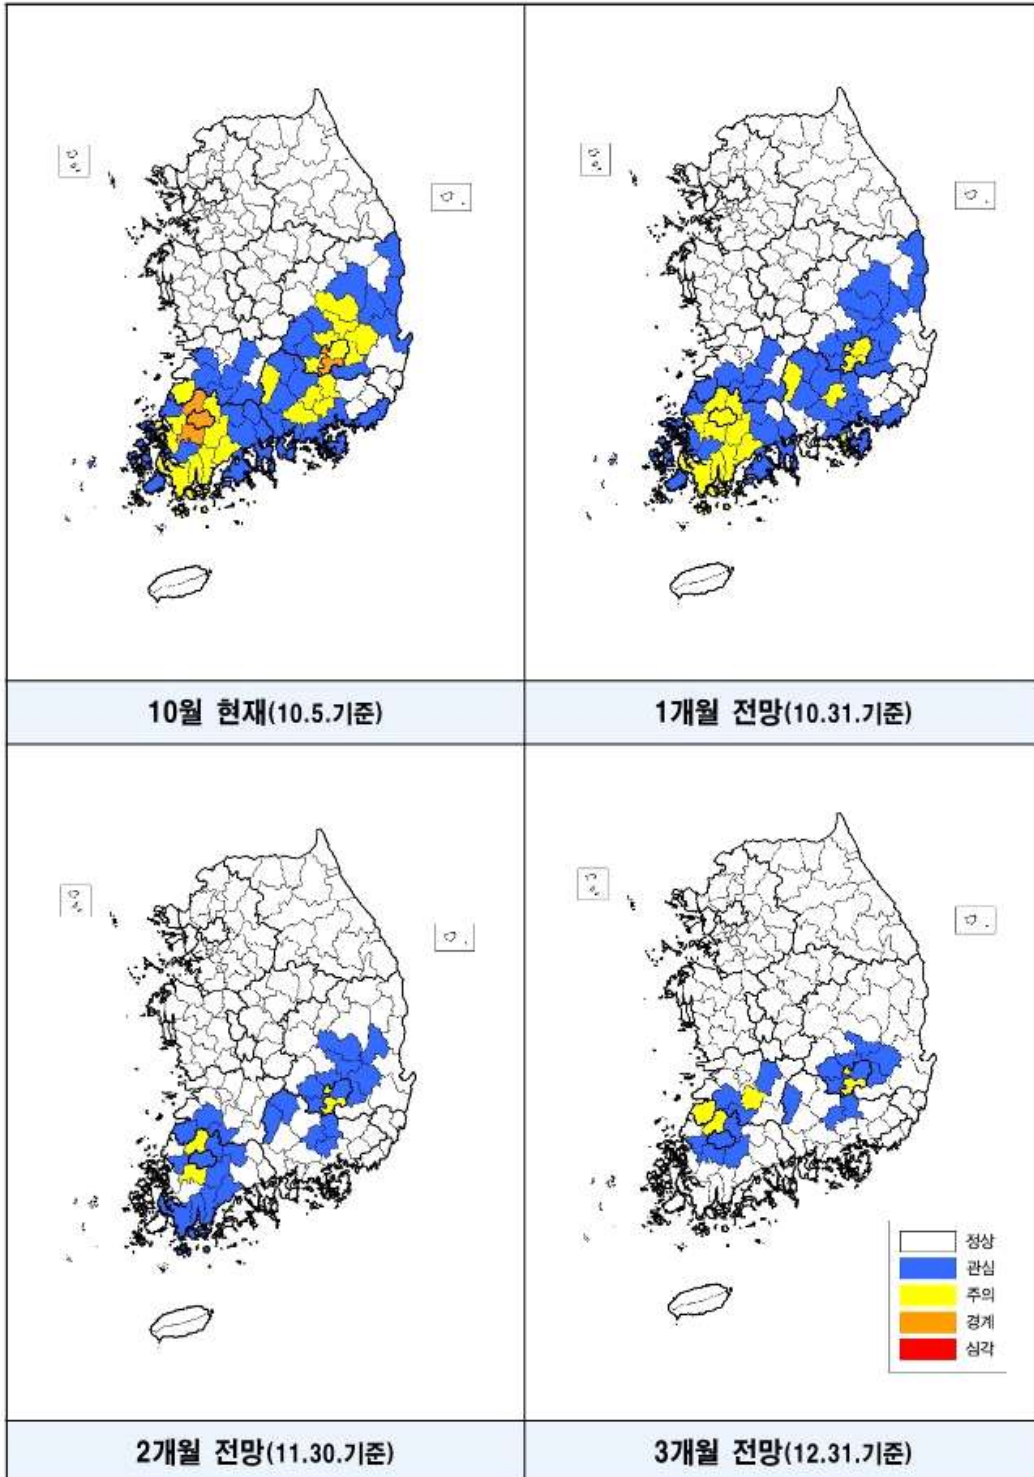 10월 현재(10.5.기준)
1개월 전망(10.31.기준)
정상
관심
주의
경계
심각
2개월 전망(11.30.기준)
3개월 전망(12.31.기준)